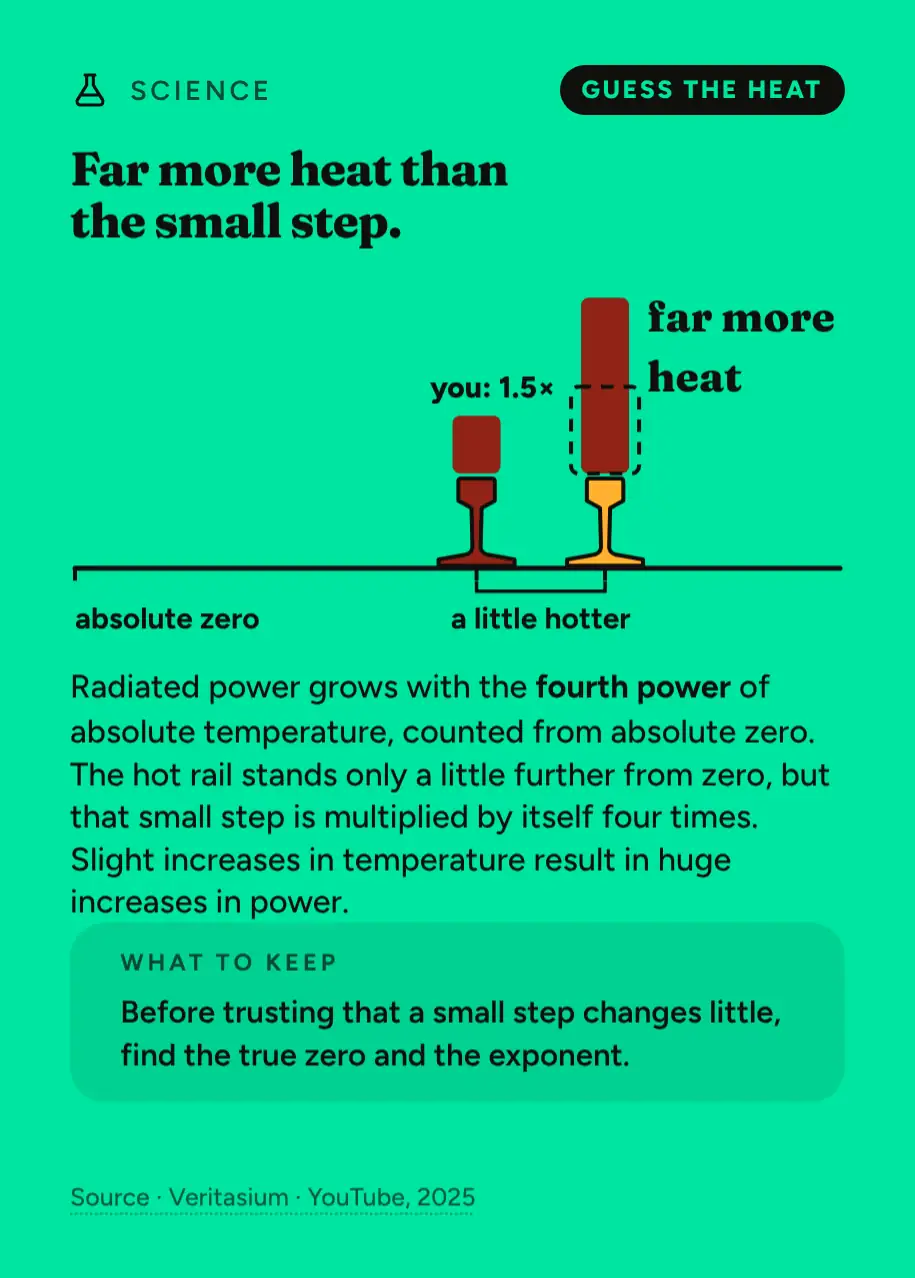 SCIENCE
GUESS THE HEAT
Far more heat than
the small step.
far more
heat
you: 1.5×
absolute zero
a little hotter
Radiated power grows with the fourth power of
absolute temperature, counted from absolute zero.
The hot rail stands only a little further from zero, but
that small step is multiplied by itself four times.
Slight increases in temperature result in huge
increases in power.
WHAT TO KEEP
Before trusting that a small step changes little,
find the true zero and the exponent.
Source · Veritasium · YouTube, 2025